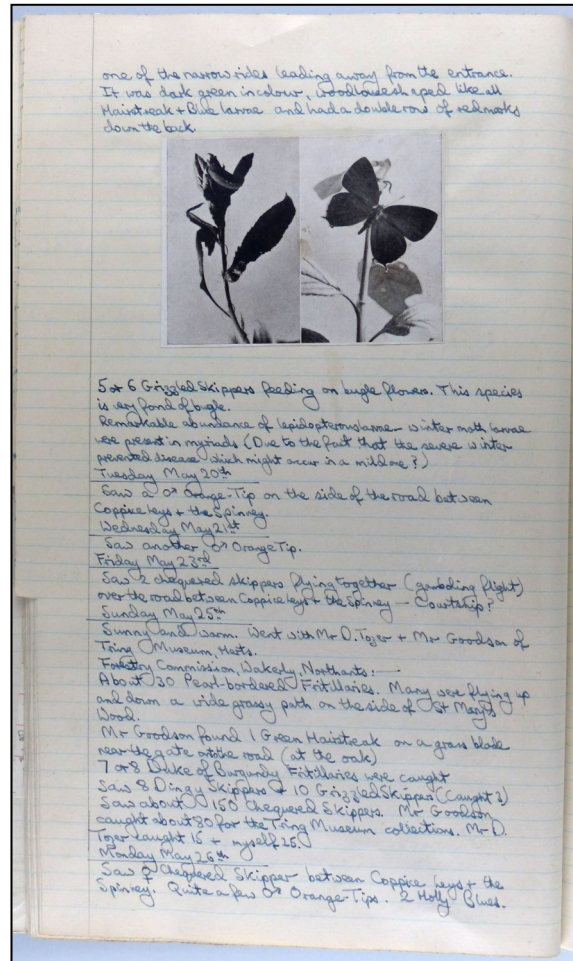 one of the narrow rides leading away from the entrance.
It was dark green in colour, woodlouse shaped like all
Hairstreak + Blue larvae and had a double row of red marks
down the back.
5 or 6 Grizzled Skippers feeding on bugle flowers. This species
is very fond of bugle.
Remarkable abundance of lepidopterous larvae - winter moth larvae
were present in myriads (Due to the fact that the severe winter
prevented disease which might occur in a mild one?)
Tuesday May 20th
Saw a ♂ Orange-Tip on the side of the road between
Coppice Leys + the Spinney.
Wednesday May 21st
Saw another ♂ Orange Tip.
Friday May 23rd
Saw 2 chequered skippers flying together ( flight)
over the road between Coppice Leys + the Spinney — Courtship?
Sunday May 25th
Sunny and warm. Went with Mr D. Tozer + Mr Goodson of
Tring Museum, Herts.
Forestry Commission, Wakerly, Northants: —
About 30 Pearl-bordered Fritillaries. Many were flying up
and down a wide grassy path on the side of St Mary's
Wood.
Mr Goodson found 1 Green Hairstreak on a grass blade
near the gate onto the road (at the oak)
7 or 8 Duke of Burgundy Fritillaries were caught
Saw 8 Dingy Skippers + 10 Grizzled Skippers (Caught 3)
Saw about 150 Chequered Skippers. Mr Goodson
caught about 80 for the Tring Museum collections. Mr D.
Tozer caught 15 + myself 25.
Monday May 26th
Saw ♀ Chequered Skipper between Coppice Leys + the
Spinney. Quite a few ♂ Orange-Tips. 2 Holly Blues.